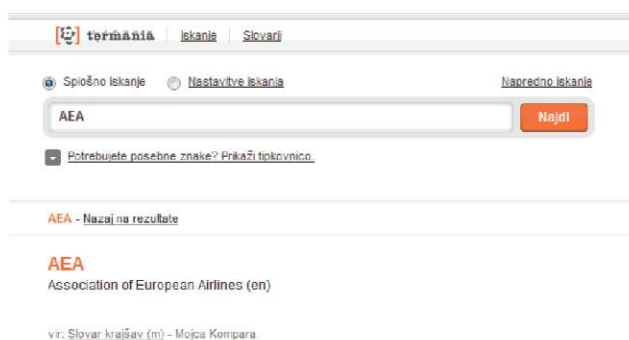 termania Iskanje Slovarji
Splošno iskanje Nastavitve iskanja Napredno iskanje
AEA Najdi
Potrebujete posebne znake? Prikaži tipkovnico.
AEA - Nazaj na rezultate
AEA
Association of European Airlines (en)
vir: Slovar krajšav (m) - Mojca Kompara